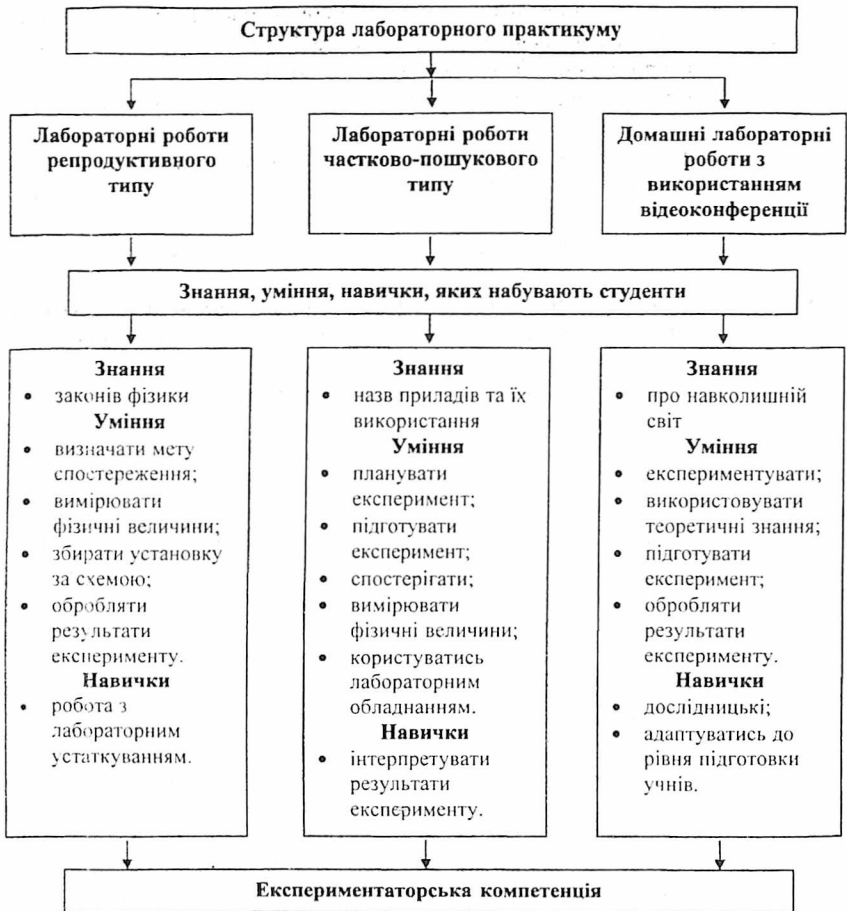 Структура лабораторного практикуму
Лабораторні роботи
репродуктивного
типу
Лабораторні роботи
частково-пошукового
типу
Домашні лабораторні
роботи з
використанням
відеоконференції
Знання, уміння, навички, яких набувають студенти
Знання
• законів фізики
Уміння
• визначати мету
спостереження;
• вимірювати
фізичні величини;
• збирати установку
за схемою;
• обробляти
результати
експерименту.
Навички
• робота з
лабораторним
устаткуванням.
Знання
• назв приладів та їх
використання
Уміння
• планувати
експеримент;
• підготувати
експеримент;
• спостерігати;
• вимірювати
фізичні величини;
• користуватись
лабораторним
обладнанням.
Навички
• інтерпретувати
результати
експерименту.
Знання
• про навколишній
світ
Уміння
• експериментувати;
• використовувати
теоретичні знання;
• підготувати
експеримент;
• обробляти
результати
експерименту.
Навички
• дослідницькі;
• адаптуватись до
рівня підготовки
учнів.
Експериментаторська компетенція